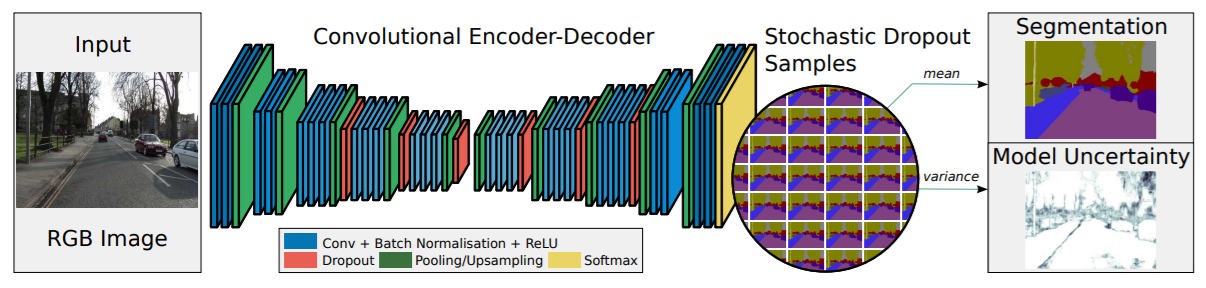 Input
RGB Image
Convolutional Encoder-Decoder
Conv + Batch Normalisation + ReLU
Dropout
Pooling/Upsampling
Softmax
Stochastic Dropout
Samples
mean
variance
Segmentation
Model Uncertainty